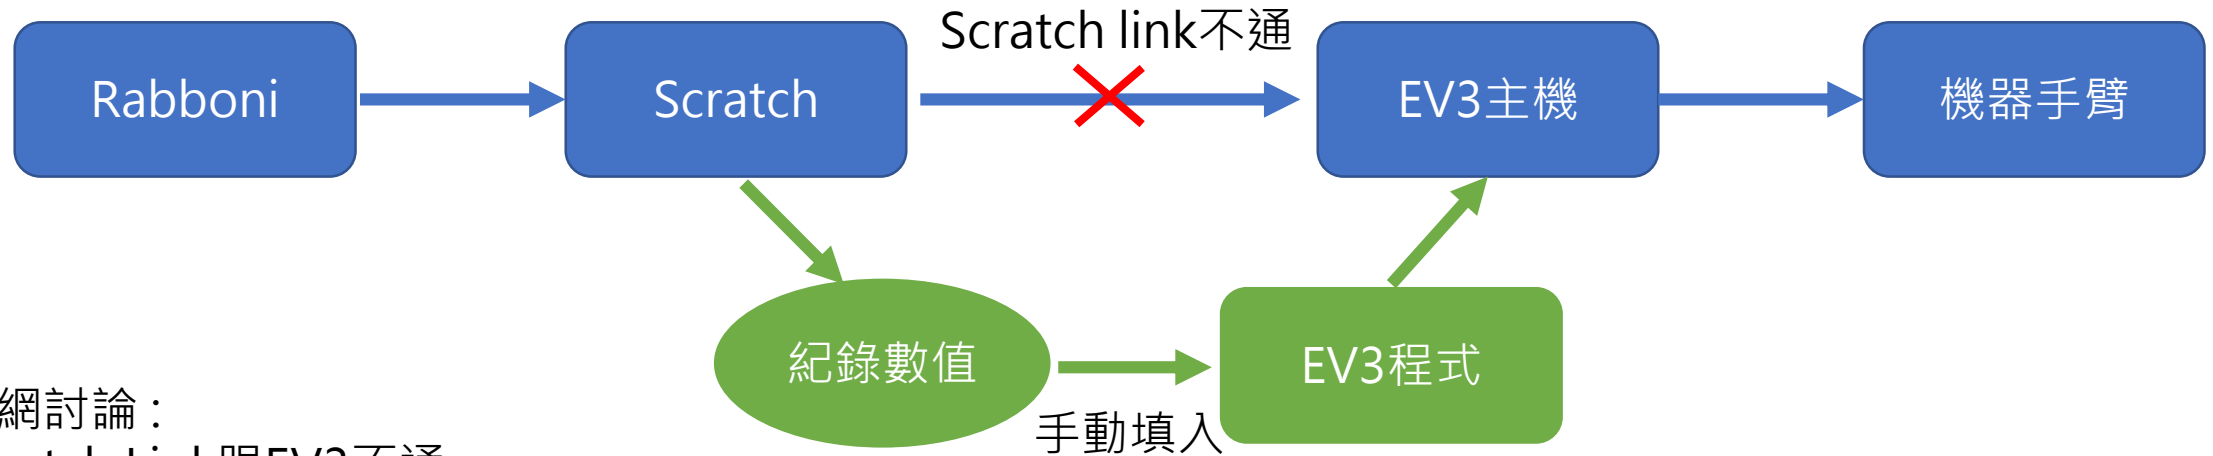 Scratch link不通
Rabboni
Scratch
EV3主機
機器手臂
紀錄數值
EV3程式
手動填入
網討論：